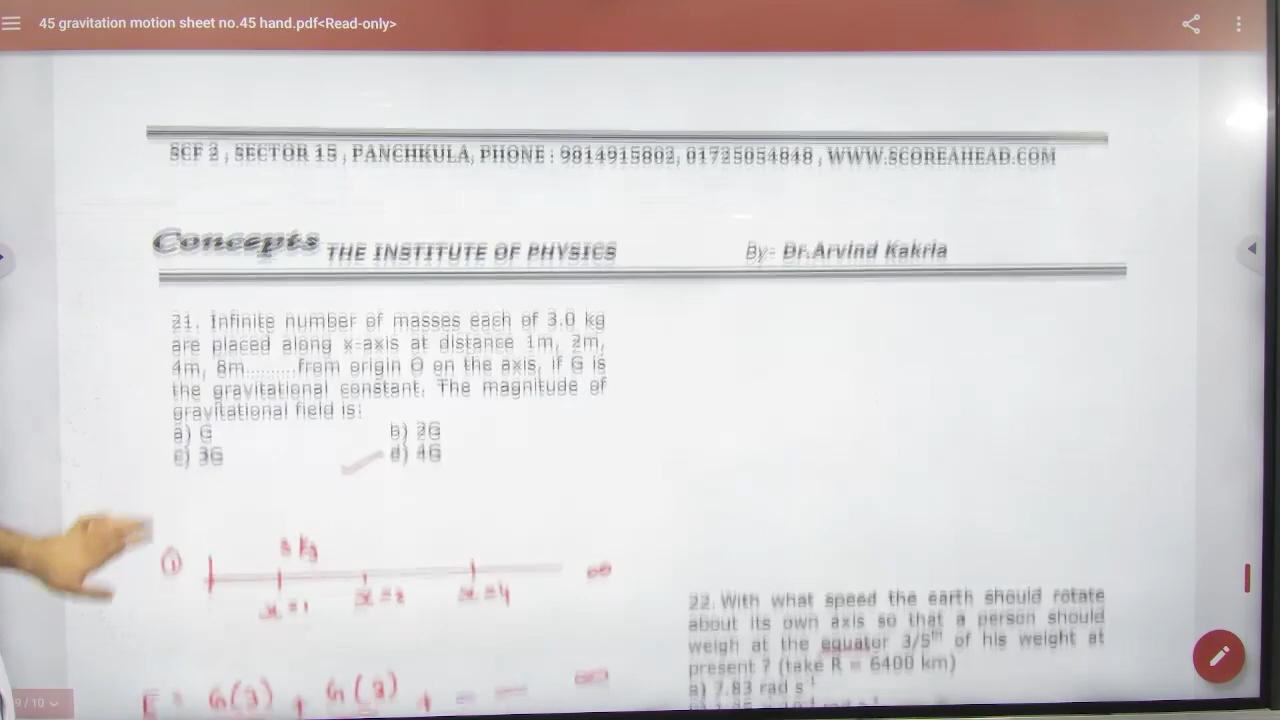 45 gravitation motion sheet no.45 hand.pdf<Read-only>
SCF 2 , SECTOR 15 , PANCHKULA, PHONE : 9814915802, 01725054848 , WWW.SCOREAHEAD.COM
Concepts THE INSTITUTE OF PHYSICS By:- Dr.Arvind Kakria
21. Infinite number of masses each of 3.0 kg
are placed along x-axis at distance 1m, 2m,
4m, 8m.........from origin O on the axis, if G is
the gravitational constant. The magnitude of
gravitational field is:
a) G b) 2G
c) 3G d) 4G
① 3 kg
x=1 x=2 x=4 ∞
E = G(3) + G(3) + - - ∞
22. With what speed the earth should rotate
about its own axis so that a person should
weigh at the equator 3/5th of his weight at
present ? (take R = 6400 km)
a) 7.83 rad s-1
9 / 10